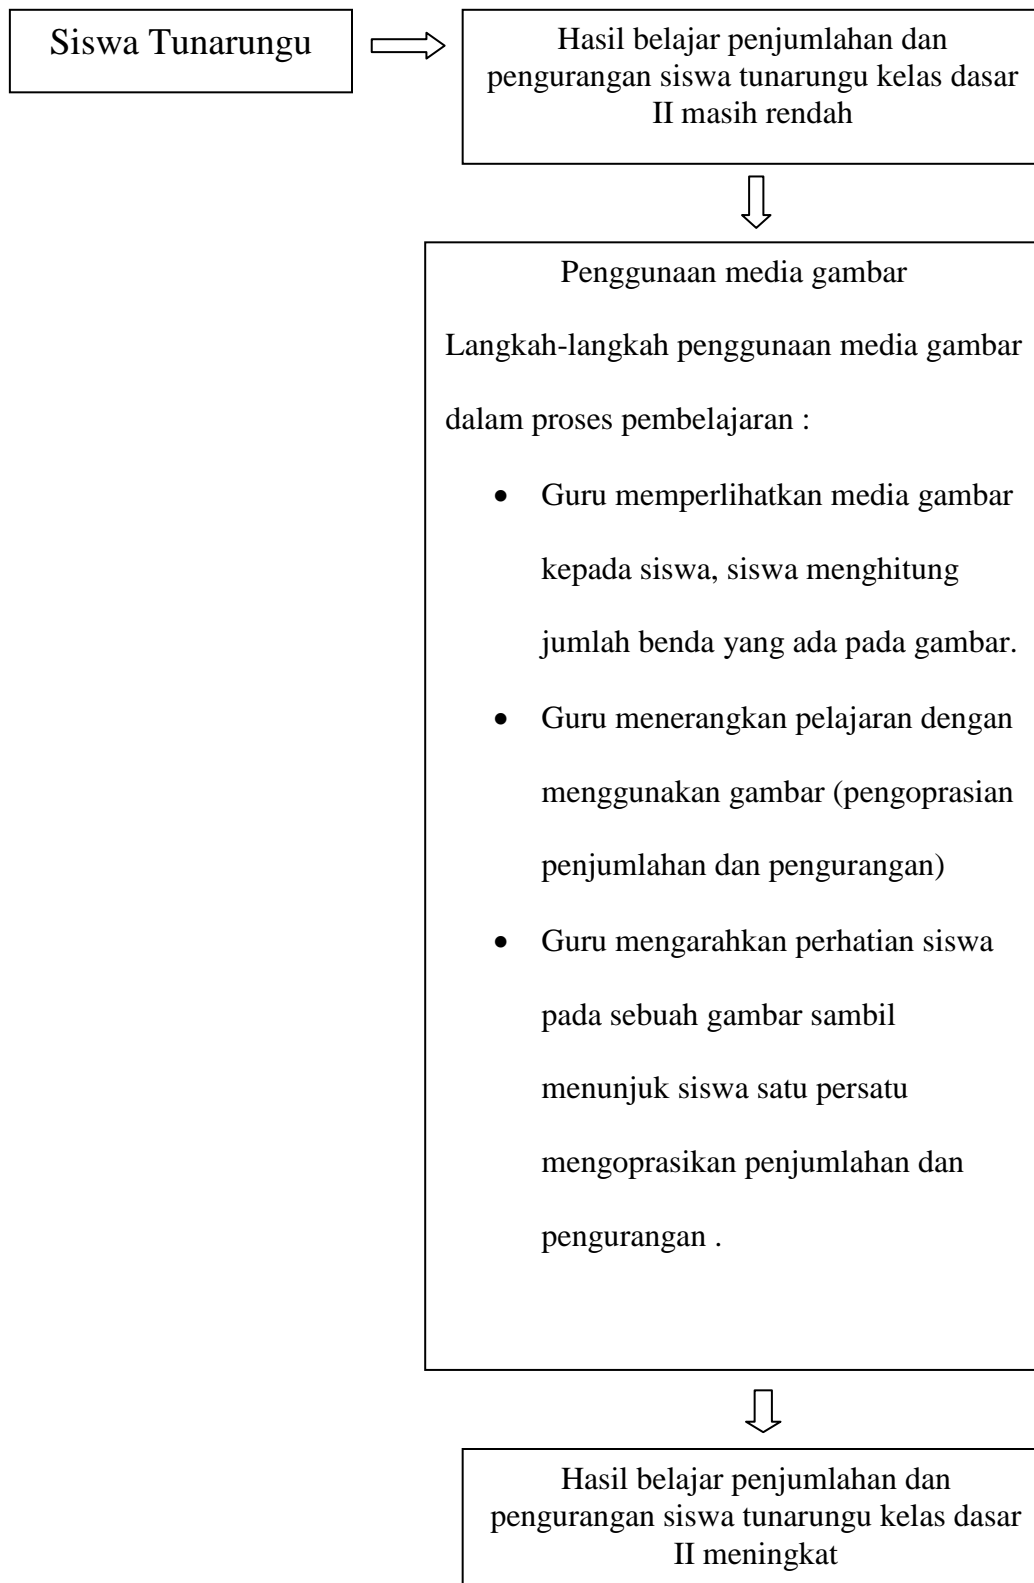 Siswa Tunarungu
Hasil belajar penjumlahan dan
pengurangan siswa tunarungu kelas dasar
II masih rendah
Penggunaan media gambar
Langkah-langkah penggunaan media gambar
dalam proses pembelajaran :
• Guru memperlihatkan media gambar
kepada siswa, siswa menghitung
jumlah benda yang ada pada gambar.
• Guru menerangkan pelajaran dengan
menggunakan gambar (pengoprasian
penjumlahan dan pengurangan)
• Guru mengarahkan perhatian siswa
pada sebuah gambar sambil
menunjuk siswa satu persatu
mengoprasikan penjumlahan dan
pengurangan .
Hasil belajar penjumlahan dan
pengurangan siswa tunarungu kelas dasar
II meningkat